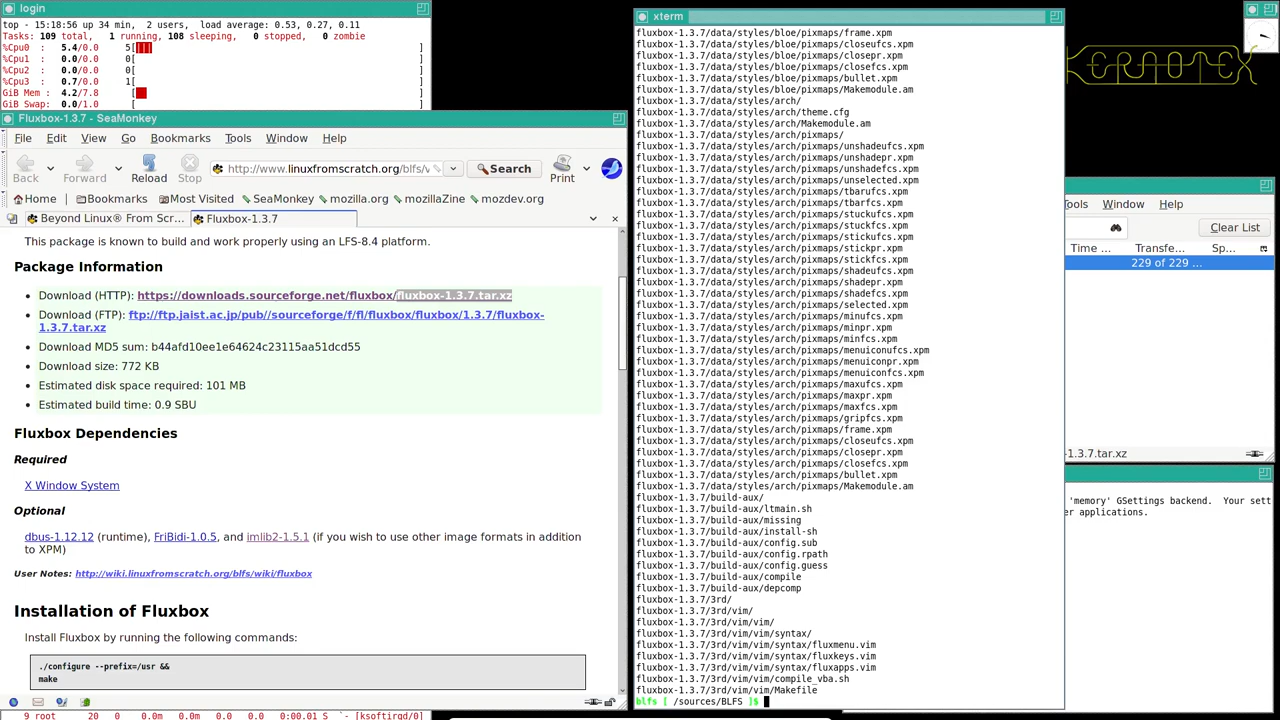 login
top - 15:18:56 up 34 min,  2 users,  load average: 0.53, 0.27, 0.11
Tasks: 109 total,   1 running, 108 sleeping,   0 stopped,   0 zombie
%Cpu0  :   5.4/0.0     5[|||     ]
%Cpu1  :   0.0/0.0     0[     ]
%Cpu2  :   0.0/0.0     0[     ]
%Cpu3  :   0.7/0.0     1[     ]
GiB Mem :  4.2/7.8      [     ]
GiB Swap:  0.0/1.0      [     ]
Fluxbox-1.3.7 - SeaMonkey
File Edit View Go Bookmarks Tools Window Help
Back Forward Reload Stop http://www.linuxfromscratch.org/blfs/v Search Print
Home Bookmarks Most Visited SeaMonkey mozilla.org mozillaZine mozdev.org
Beyond Linux® From Scr... Fluxbox-1.3.7
This package is known to build and work properly using an LFS-8.4 platform.
Package Information
• Download (HTTP): https://downloads.sourceforge.net/fluxbox/fluxbox-1.3.7.tar.xz
• Download (FTP): ftp://ftp.jaist.ac.jp/pub//sourceforge/f/fl/fluxbox/fluxbox/1.3.7/fluxbox-
1.3.7.tar.xz
• Download MD5 sum: b44afd10ee1e64624c23115aa51dcd55
• Download size: 772 KB
• Estimated disk space required: 101 MB
• Estimated build time: 0.9 SBU
Fluxbox Dependencies
Required
X Window System
Optional
dbus-1.12.12 (runtime), FriBidi-1.0.5, and imlib2-1.5.1 (if you wish to use other image formats in addition
to XPM)
User Notes: http://wiki.linuxfromscratch.org/blfs/wiki/fluxbox
Installation of Fluxbox
Install Fluxbox by running the following commands:
./configure --prefix=/usr &&
make
9 root      20   0    0.0m   0.0m   0.0  0.0   0:00.01 S  `- [ksoftirqd/0]
xterm
fluxbox-1.3.7/data/styles/bloe/pixmaps/frame.xpm
fluxbox-1.3.7/data/styles/bloe/pixmaps/closeufcs.xpm
fluxbox-1.3.7/data/styles/bloe/pixmaps/closepr.xpm
fluxbox-1.3.7/data/styles/bloe/pixmaps/closefcs.xpm
fluxbox-1.3.7/data/styles/bloe/pixmaps/bullet.xpm
fluxbox-1.3.7/data/styles/bloe/pixmaps/Makemodule.am
fluxbox-1.3.7/data/styles/arch/
fluxbox-1.3.7/data/styles/arch/theme.cfg
fluxbox-1.3.7/data/styles/arch/Makemodule.am
fluxbox-1.3.7/data/styles/arch/pixmaps/
fluxbox-1.3.7/data/styles/arch/pixmaps/unshadeufcs.xpm
fluxbox-1.3.7/data/styles/arch/pixmaps/unshadepr.xpm
fluxbox-1.3.7/data/styles/arch/pixmaps/unshadefcs.xpm
fluxbox-1.3.7/data/styles/arch/pixmaps/unselected.xpm
fluxbox-1.3.7/data/styles/arch/pixmaps/tbarufcs.xpm
fluxbox-1.3.7/data/styles/arch/pixmaps/tbarfcs.xpm
fluxbox-1.3.7/data/styles/arch/pixmaps/stuckufcs.xpm
fluxbox-1.3.7/data/styles/arch/pixmaps/stuckfcs.xpm
fluxbox-1.3.7/data/styles/arch/pixmaps/stickufcs.xpm
fluxbox-1.3.7/data/styles/arch/pixmaps/stickpr.xpm
fluxbox-1.3.7/data/styles/arch/pixmaps/stickfcs.xpm
fluxbox-1.3.7/data/styles/arch/pixmaps/shadeufcs.xpm
fluxbox-1.3.7/data/styles/arch/pixmaps/shadepr.xpm
fluxbox-1.3.7/data/styles/arch/pixmaps/shadefcs.xpm
fluxbox-1.3.7/data/styles/arch/pixmaps/selected.xpm
fluxbox-1.3.7/data/styles/arch/pixmaps/minufcs.xpm
fluxbox-1.3.7/data/styles/arch/pixmaps/minpr.xpm
fluxbox-1.3.7/data/styles/arch/pixmaps/minfcs.xpm
fluxbox-1.3.7/data/styles/arch/pixmaps/menuiconufcs.xpm
fluxbox-1.3.7/data/styles/arch/pixmaps/menuiconpr.xpm
fluxbox-1.3.7/data/styles/arch/pixmaps/menuiconfcs.xpm
fluxbox-1.3.7/data/styles/arch/pixmaps/maxufcs.xpm
fluxbox-1.3.7/data/styles/arch/pixmaps/maxpr.xpm
fluxbox-1.3.7/data/styles/arch/pixmaps/maxfcs.xpm
fluxbox-1.3.7/data/styles/arch/pixmaps/gripfcs.xpm
fluxbox-1.3.7/data/styles/arch/pixmaps/frame.xpm
fluxbox-1.3.7/data/styles/arch/pixmaps/closeufcs.xpm
fluxbox-1.3.7/data/styles/arch/pixmaps/closepr.xpm
fluxbox-1.3.7/data/styles/arch/pixmaps/closefcs.xpm
fluxbox-1.3.7/data/styles/arch/pixmaps/bullet.xpm
fluxbox-1.3.7/data/styles/arch/pixmaps/Makemodule.am
fluxbox-1.3.7/build-aux/
fluxbox-1.3.7/build-aux/ltmain.sh
fluxbox-1.3.7/build-aux/missing
fluxbox-1.3.7/build-aux/install-sh
fluxbox-1.3.7/build-aux/config.sub
fluxbox-1.3.7/build-aux/config.rpath
fluxbox-1.3.7/build-aux/config.guess
fluxbox-1.3.7/build-aux/compile
fluxbox-1.3.7/build-aux/depcomp
fluxbox-1.3.7/3rd/
fluxbox-1.3.7/3rd/vim/
fluxbox-1.3.7/3rd/vim/vim/
fluxbox-1.3.7/3rd/vim/vim/syntax/
fluxbox-1.3.7/3rd/vim/vim/syntax/fluxmenu.vim
fluxbox-1.3.7/3rd/vim/vim/syntax/fluxkeys.vim
fluxbox-1.3.7/3rd/vim/vim/syntax/fluxapps.vim
fluxbox-1.3.7/3rd/vim/vim/compile_vba.sh
fluxbox-1.3.7/3rd/vim/vim/Makefile
blfs [ /sources/BLFS ]$
Tools Window Help
Clear List
Time ... Transfe... Sp...
229 of 229 ...
-1.3.7.tar.xz
'memory' GSettings backend.  Your sett
er applications.